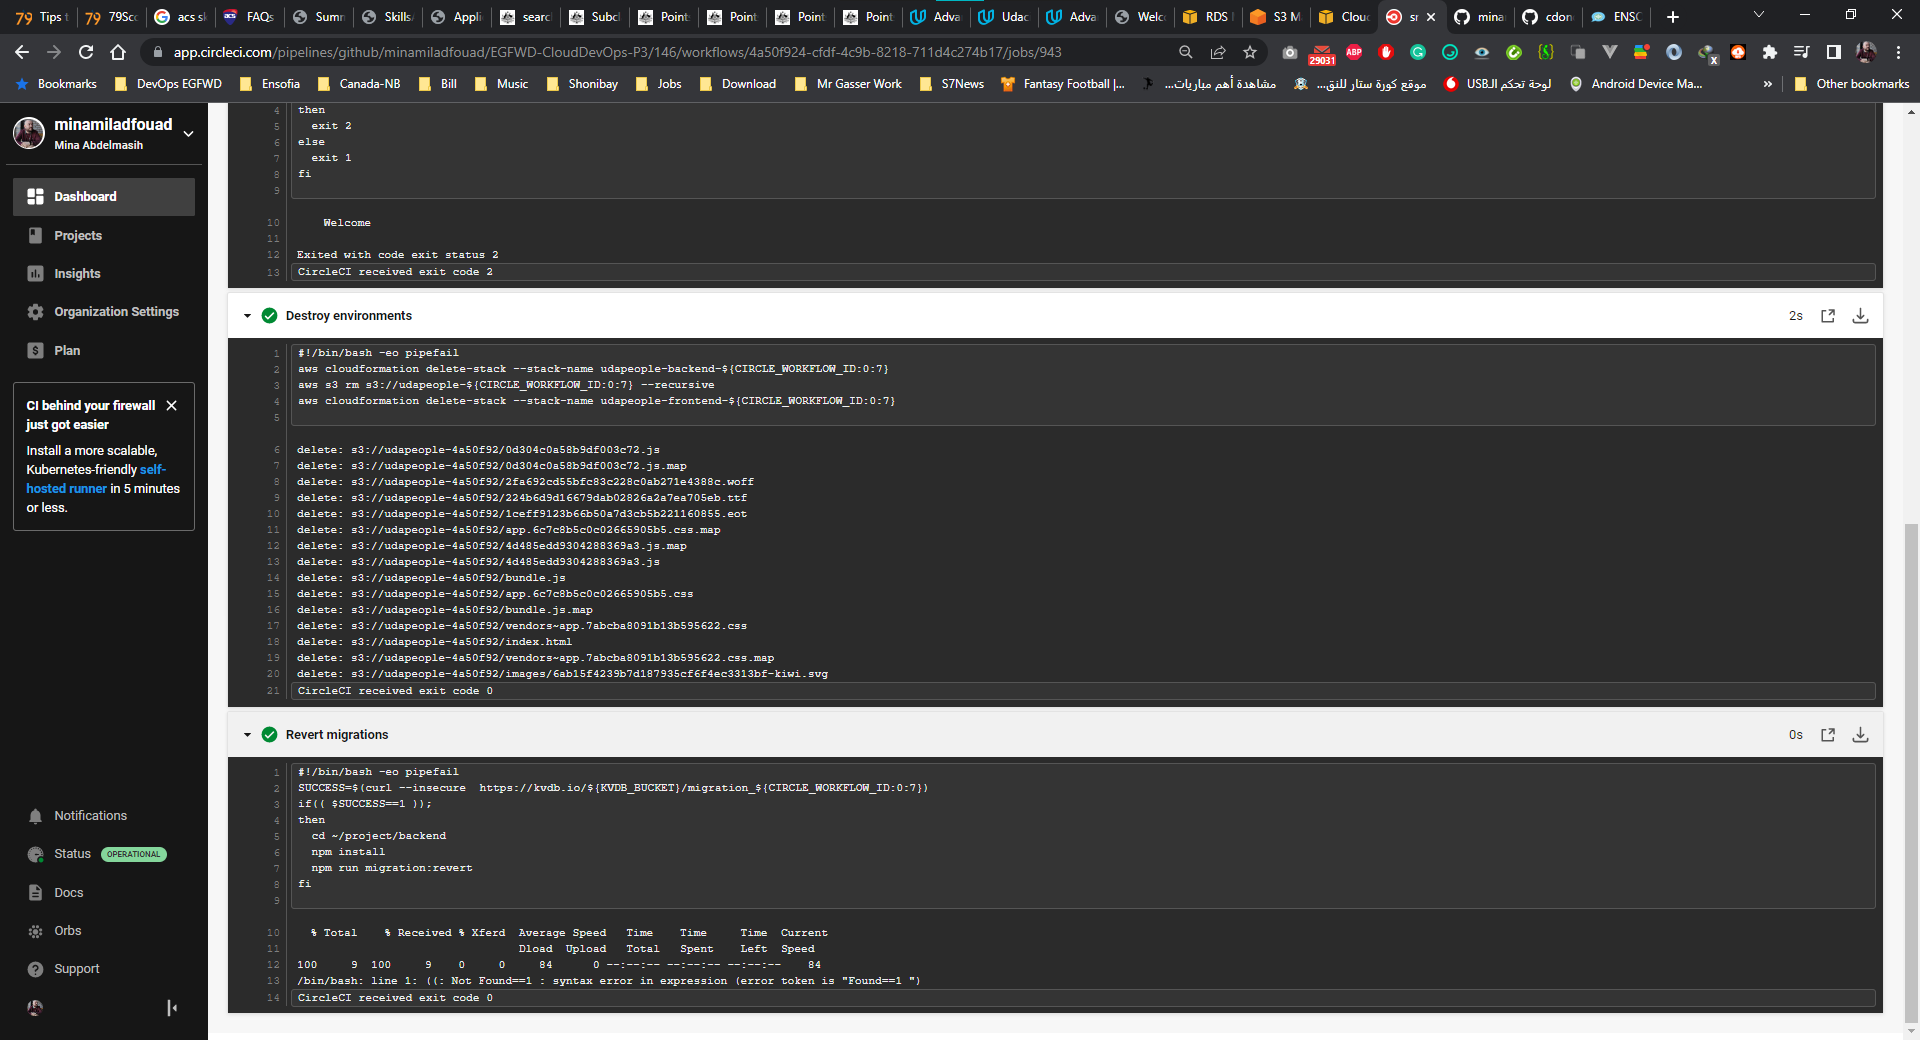 79 Tips t
79 79Sc
acs sk
acs FAQs
Sumn
Skills
Appli
searc
Subcl
Point
Point
Point
Point
Adva
Udac
Adva
Welc
RDS
S3 M
Clou
sr
mina
cdon
ENSC
app.circleci.com/pipelines/github/minamiladfouad/EGFWD-CloudDevOps-P3/146/workflows/4a50f924-cfdf-4c9b-8218-711d4c274b17/jobs/943
29031
ABP
Bookmarks
DevOps EGFWD
Ensofia
Canada-NB
Bill
Music
Shonibay
Jobs
Download
Mr Gasser Work
S7News
Fantasy Football |...
مشاهدة أهم مباريات...
موقع كورة ستار للنق...
لوحة تحكم الـUSB
Android Device Ma...
»
Other bookmarks
minamiladfouad
Mina Abdelmasih
Dashboard
Projects
Insights
Organization Settings
Plan
CI behind your firewall
just got easier
Install a more scalable,
Kubernetes-friendly self-
hosted runner in 5 minutes
or less.
Notifications
Status OPERATIONAL
Docs
Orbs
Support
4 then
5 exit 2
6 else
7 exit 1
8 fi
9
10 Welcome
11
12 Exited with code exit status 2
13 CircleCI received exit code 2
Destroy environments 2s
1 #!/bin/bash -eo pipefail
2 aws cloudformation delete-stack --stack-name udapeople-backend-${CIRCLE_WORKFLOW_ID:0:7}
3 aws s3 rm s3://udapeople-${CIRCLE_WORKFLOW_ID:0:7} --recursive
4 aws cloudformation delete-stack --stack-name udapeople-frontend-${CIRCLE_WORKFLOW_ID:0:7}
5
6 delete: s3://udapeople-4a50f92/0d304c0a58b9df003c72.js
7 delete: s3://udapeople-4a50f92/0d304c0a58b9df003c72.js.map
8 delete: s3://udapeople-4a50f92/2fa692cd55bfc83c228c0ab271e4388c.woff
9 delete: s3://udapeople-4a50f92/224b6d9d16679dab02826a2a7ea705eb.ttf
10 delete: s3://udapeople-4a50f92/1ceff9123b66b50a7d3cb5b221160855.eot
11 delete: s3://udapeople-4a50f92/app.6c7c8b5c0c02665905b5.css.map
12 delete: s3://udapeople-4a50f92/4d485edd9304288369a3.js.map
13 delete: s3://udapeople-4a50f92/4d485edd9304288369a3.js
14 delete: s3://udapeople-4a50f92/bundle.js
15 delete: s3://udapeople-4a50f92/app.6c7c8b5c0c02665905b5.css
16 delete: s3://udapeople-4a50f92/bundle.js.map
17 delete: s3://udapeople-4a50f92/vendors~app.7abcba8091b13b595622.css
18 delete: s3://udapeople-4a50f92/index.html
19 delete: s3://udapeople-4a50f92/vendors~app.7abcba8091b13b595622.css.map
20 delete: s3://udapeople-4a50f92/images/6ab15f4239b7d187935cf6f4ec3313bf-kiwi.svg
21 CircleCI received exit code 0
Revert migrations 0s
1 #!/bin/bash -eo pipefail
2 SUCCESS=$(curl --insecure  https://kvdb.io/${KVDB_BUCKET}/migration_${CIRCLE_WORKFLOW_ID:0:7})
3 if(( $SUCCESS==1 ));
4 then
5 cd ~/project/backend
6 npm install
7 npm run migration:revert
8 fi
9
10 % Total % Received % Xferd Average Speed Time Time Time Current
11 Dload Upload Total Spent Left Speed
12 100 9 100 9 0 0 84 0 --:--:-- --:--:-- --:--:-- 84
13 /bin/bash: line 1: ((: Not Found==1 : syntax error in expression (error token is "Found==1 ")
14 CircleCI received exit code 0